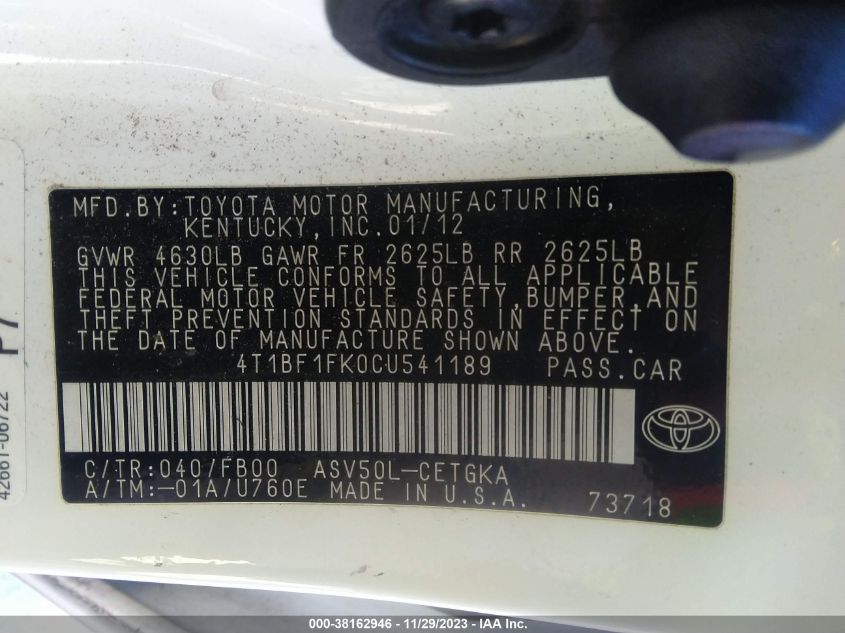 MFD.BY:TOYOTA MOTOR MANUFACTURING,
KENTUCKY,INC.01/12
GVWR 4630LB GAWR FR 2625LB RR 2625LB
THIS VEHICLE CONFORMS TO ALL APPLICABLE
FEDERAL MOTOR VEHICLE SAFETY,BUMPER,AND
THEFT PREVENTION STANDARDS IN EFFECT ON
THE DATE OF MANUFACTURE SHOWN ABOVE.
4T1BF1FK0CU541189 PASS.CAR
C/TR:040/FB00 ASV50L-CETGKA
A/TM:-01A/U760E MADE IN U.S.A.
73718
P7
42661-06722
000-38162946 - 11/29/2023 - IAA Inc.